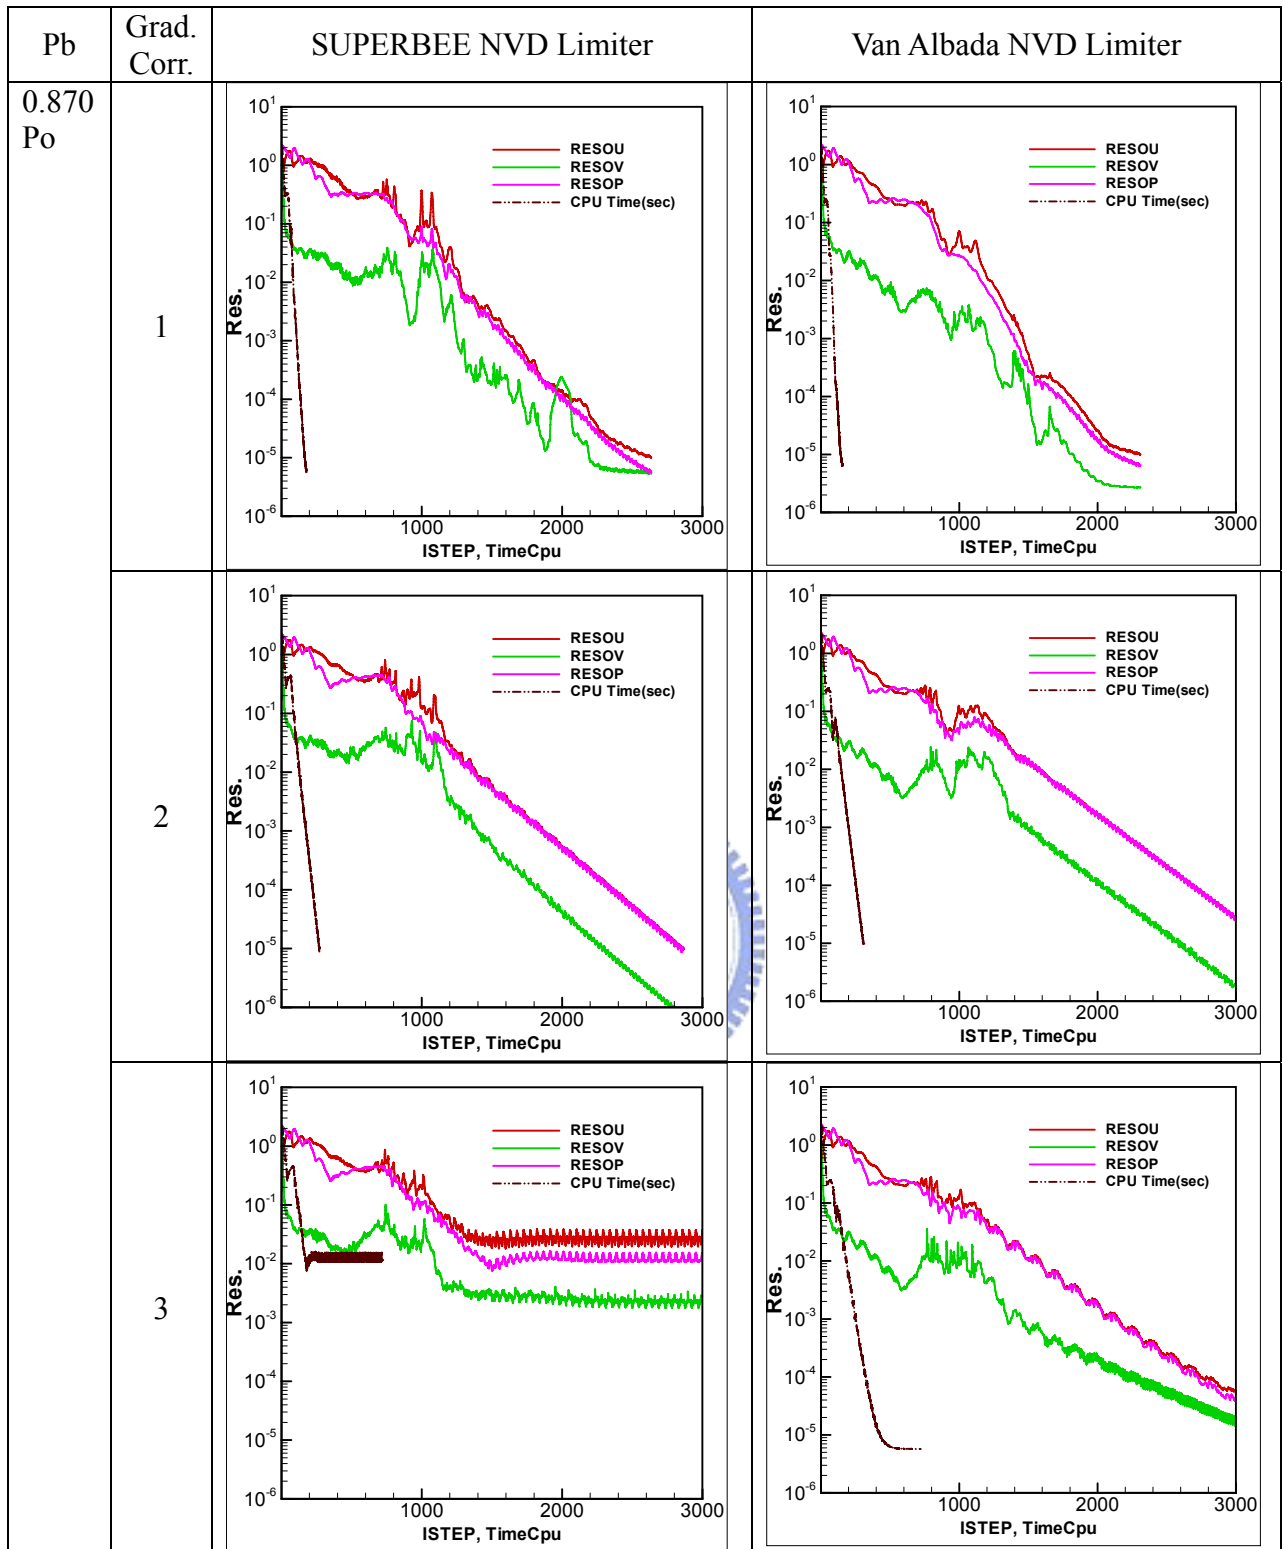 Pb
Grad.
Corr.
SUPERBEE NVD Limiter
Van Albada NVD Limiter
0.870
Po
1
10^1
10^0
10^-1
10^-2
10^-3
10^-4
10^-5
10^-6
Res.
RESOU
RESOV
RESOP
CPU Time(sec)
1000 2000 3000
ISTEP, TimeCpu
10^1
10^0
10^-1
10^-2
10^-3
10^-4
10^-5
10^-6
Res.
RESOU
RESOV
RESOP
CPU Time(sec)
1000 2000 3000
ISTEP, TimeCpu
2
10^1
10^0
10^-1
10^-2
10^-3
10^-4
10^-5
10^-6
Res.
RESOU
RESOV
RESOP
CPU Time(sec)
1000 2000 3000
ISTEP, TimeCpu
10^1
10^0
10^-1
10^-2
10^-3
10^-4
10^-5
10^-6
Res.
RESOU
RESOV
RESOP
CPU Time(sec)
1000 2000 3000
ISTEP, TimeCpu
3
10^1
10^0
10^-1
10^-2
10^-3
10^-4
10^-5
10^-6
Res.
RESOU
RESOV
RESOP
CPU Time(sec)
1000 2000 3000
ISTEP, TimeCpu
10^1
10^0
10^-1
10^-2
10^-3
10^-4
10^-5
10^-6
Res.
RESOU
RESOV
RESOP
CPU Time(sec)
1000 2000 3000
ISTEP, TimeCpu